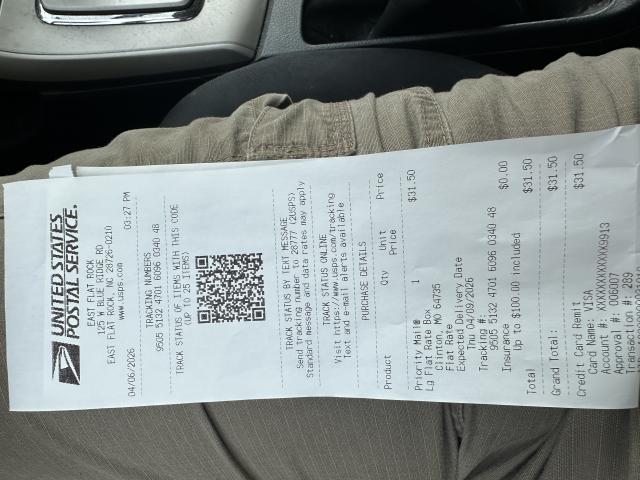 UNITED STATES
POSTAL SERVICE.
EAST FLAT ROCK
125 W BLUE RIDGE RD
EAST FLAT ROCK, NC 28726-0210
www.usps.com
04/06/2026 03:27 PM
TRACKING NUMBERS
9505 5132 4701 6096 0340 48
TRACK STATUS OF ITEMS WITH THIS CODE
(UP TO 25 ITEMS)
TRACK STATUS BY TEXT MESSAGE
Send tracking number to 28777 (2USPS)
Standard message and data rates may apply
TRACK STATUS ONLINE
Visit https://www.usps.com/tracking
Text and e-mail alerts available
PURCHASE DETAILS
Product Qty Unit Price Price
Priority Mail® 1 $31.50
Lg Flat Rate Box
Clinton, MO 64735
Flat Rate
Expected Delivery Date
Thu 04/09/2026
Tracking #:
9505 5132 4701 6096 0340 48
Insurance $0.00
Up to $100.00 included
Total $31.50
Grand Total: $31.50
Credit Card Remit $31.50
Card Name: VISA
Account #: XXXXXXXXXXXX9913
Approval #: 006007
Transaction #: 289